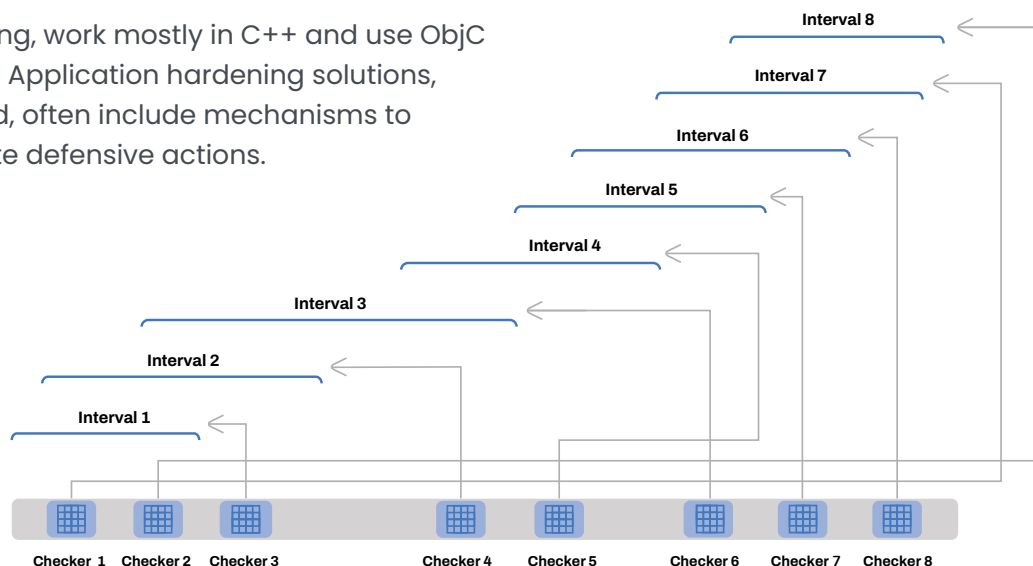 ng, work mostly in C++ and use ObjC
Application hardening solutions,
d, often include mechanisms to
te defensive actions.
Interval 8
Interval 7
Interval 6
Interval 5
Interval 4
Interval 3
Interval 2
Interval 1
Checker 1 Checker 2 Checker 3 Checker 4 Checker 5 Checker 6 Checker 7 Checker 8